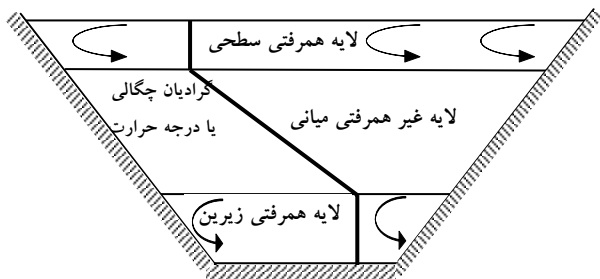 لایه همرفتی سطحی
گرادیان چگالی
یا درجه حرارت
لایه غیر همرفتی میانی
لایه همرفتی زیرین